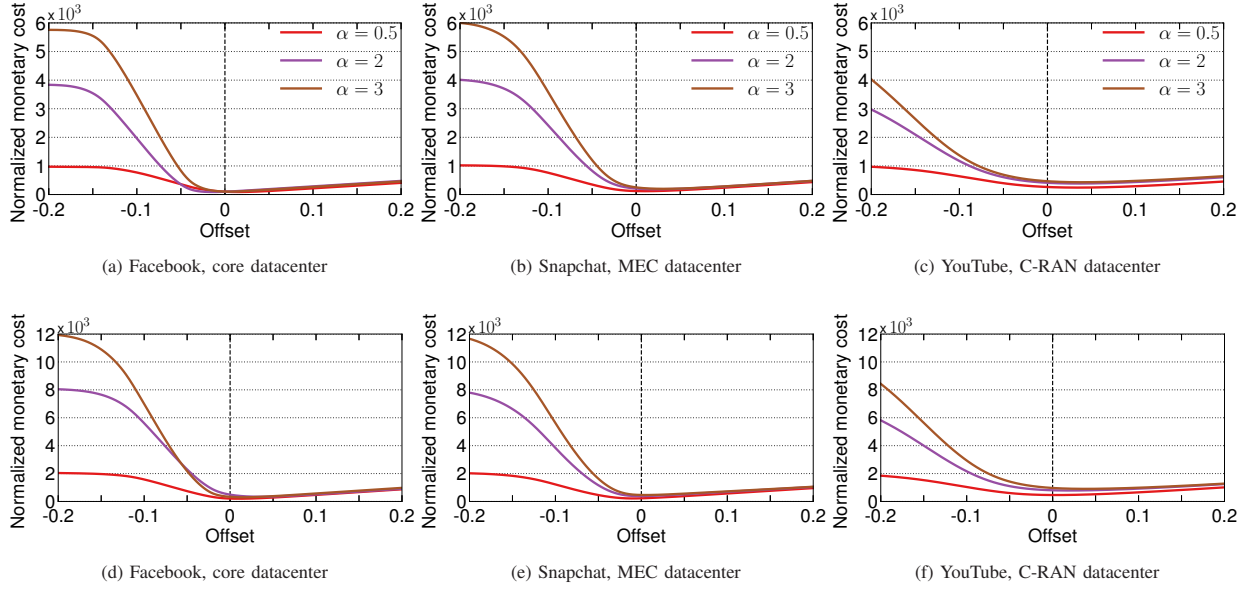 ×10³
6
5
4
3
2
1
0
Normalized monetary cost
α = 0.5
α = 2
α = 3
-0.2 -0.1 0 0.1 0.2
Offset
(a) Facebook, core datacenter
×10³
6
5
4
3
2
1
0
Normalized monetary cost
α = 0.5
α = 2
α = 3
-0.2 -0.1 0 0.1 0.2
Offset
(b) Snapchat, MEC datacenter
×10³
6
5
4
3
2
1
0
Normalized monetary cost
α = 0.5
α = 2
α = 3
-0.2 -0.1 0 0.1 0.2
Offset
(c) YouTube, C-RAN datacenter
×10³
12
10
8
6
4
2
0
Normalized monetary cost
-0.2 -0.1 0 0.1 0.2
Offset
(d) Facebook, core datacenter
×10³
12
10
8
6
4
2
0
Normalized monetary cost
-0.2 -0.1 0 0.1 0.2
Offset
(e) Snapchat, MEC datacenter
×10³
12
10
8
6
4
2
0
Normalized monetary cost
-0.2 -0.1 0 0.1 0.2
Offset
(f) YouTube, C-RAN datacenter